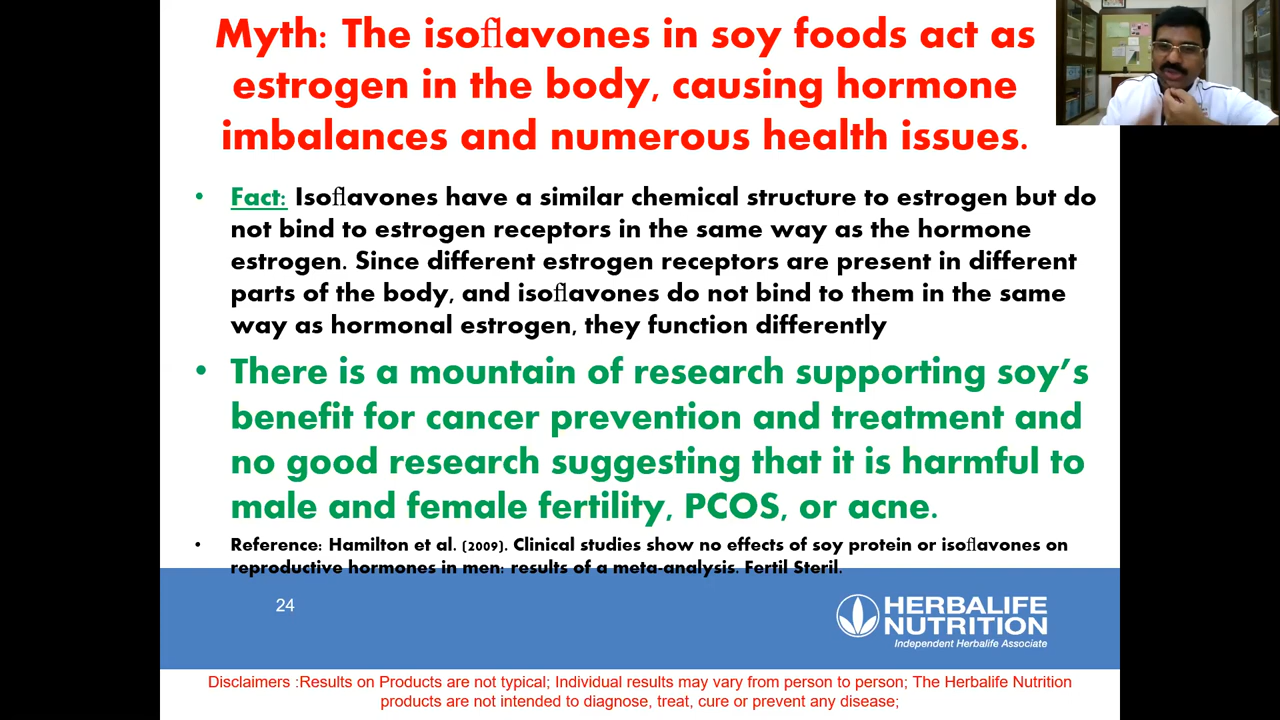 Myth: The isoflavones in soy foods act as
estrogen in the body, causing hormone
imbalances and numerous health issues.
• Fact: Isoflavones have a similar chemical structure to estrogen but do
not bind to estrogen receptors in the same way as the hormone
estrogen. Since different estrogen receptors are present in different
parts of the body, and isoflavones do not bind to them in the same
way as hormonal estrogen, they function differently
• There is a mountain of research supporting soy's
benefit for cancer prevention and treatment and
no good research suggesting that it is harmful to
male and female fertility, PCOS, or acne.
• Reference: Hamilton et al. (2009). Clinical studies show no effects of soy protein or isoflavones on
reproductive hormones in men: results of a meta-analysis. Fertil Steril.
24
HERBALIFE
NUTRITION
Independent Herbalife Associate
Disclaimers :Results on Products are not typical; Individual results may vary from person to person; The Herbalife Nutrition
products are not intended to diagnose, treat, cure or prevent any disease;